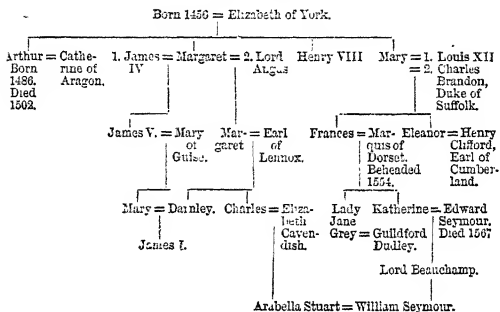 Born 1456 = Elizabeth of York.
Arthur = Cathe- 1. James = Margaret = 2. Lord Henry VIII Mary = 1. Louis XII
Born rine of IV Angus = 2. Charles
1486. Aragon. Brandon,
Died Duke of
1502. Suffolk.
James V. = Mary Mar- = Earl Frances = Mar- Eleanor = Henry
of garet of quis of Clifford,
Guise. Lennox. Dorset. Earl of
Beheaded Cumber-
1554. land.
Mary = Darnley. Charles = Eliza- Lady Katherine = Edward
beth Jane Seymour.
James I. Caven- Grey = Guildford Died 1567
dish. Dudley.
Lord Beauchamp.
Arabella Stuart = William Seymour.